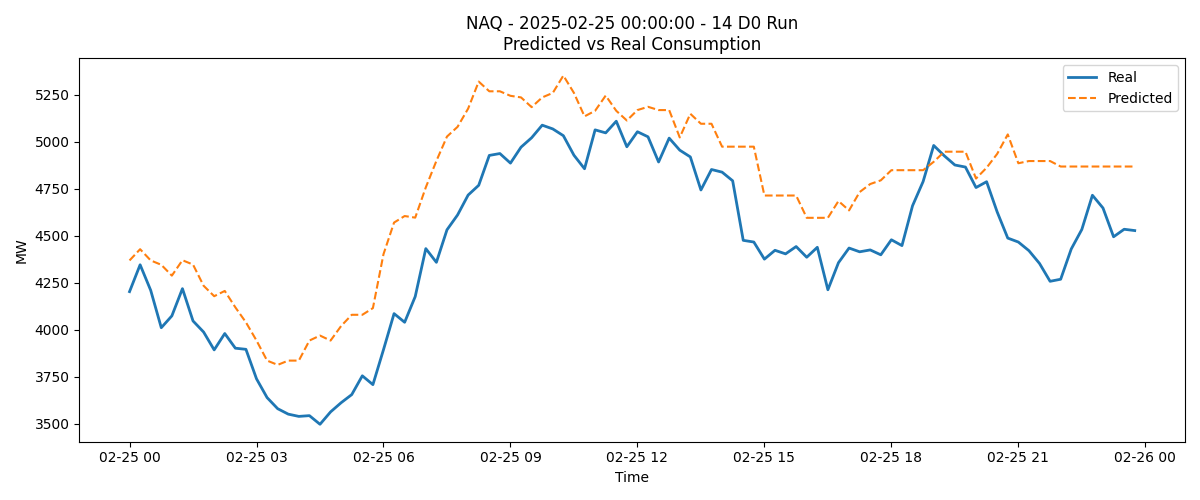 NAQ - 2025-02-25 00:00:00 - 14 D0 Run
Predicted vs Real Consumption
Real
Predicted
MW
5250
5000
4750
4500
4250
4000
3750
3500
02-25 00
02-25 03
02-25 06
02-25 09
02-25 12
02-25 15
02-25 18
02-25 21
02-26 00
Time